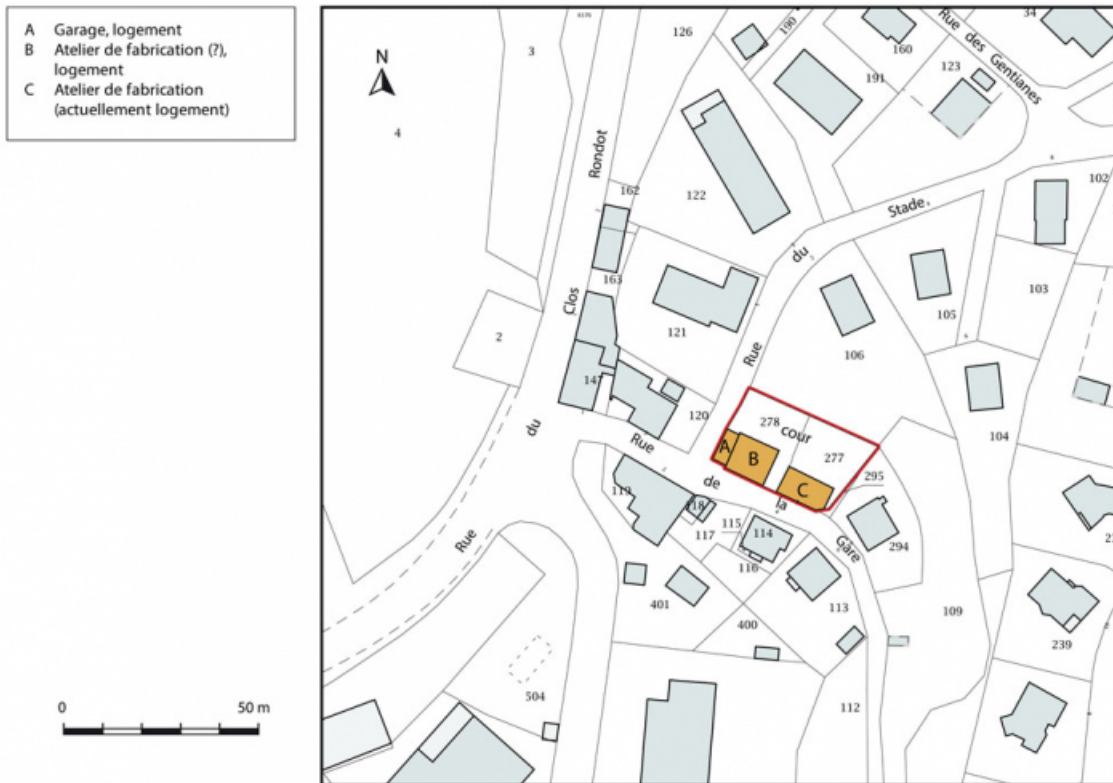 A Garage, logement
B Atelier de fabrication (?),
logement
C Atelier de fabrication
(actuellement logement)
N
0
50 m
4
3
2
126
190
160
191
123
34
Rue des Gentianes
102
162
122
Rondot
Stade
du
163
Clos
121
103
105
106
Rue
120
278
cour
277
A
B
C
104
295
Rue
de
la
Gare
du
Rue
119
118
117
115
114
116
294
113
401
400
109
239
504
112